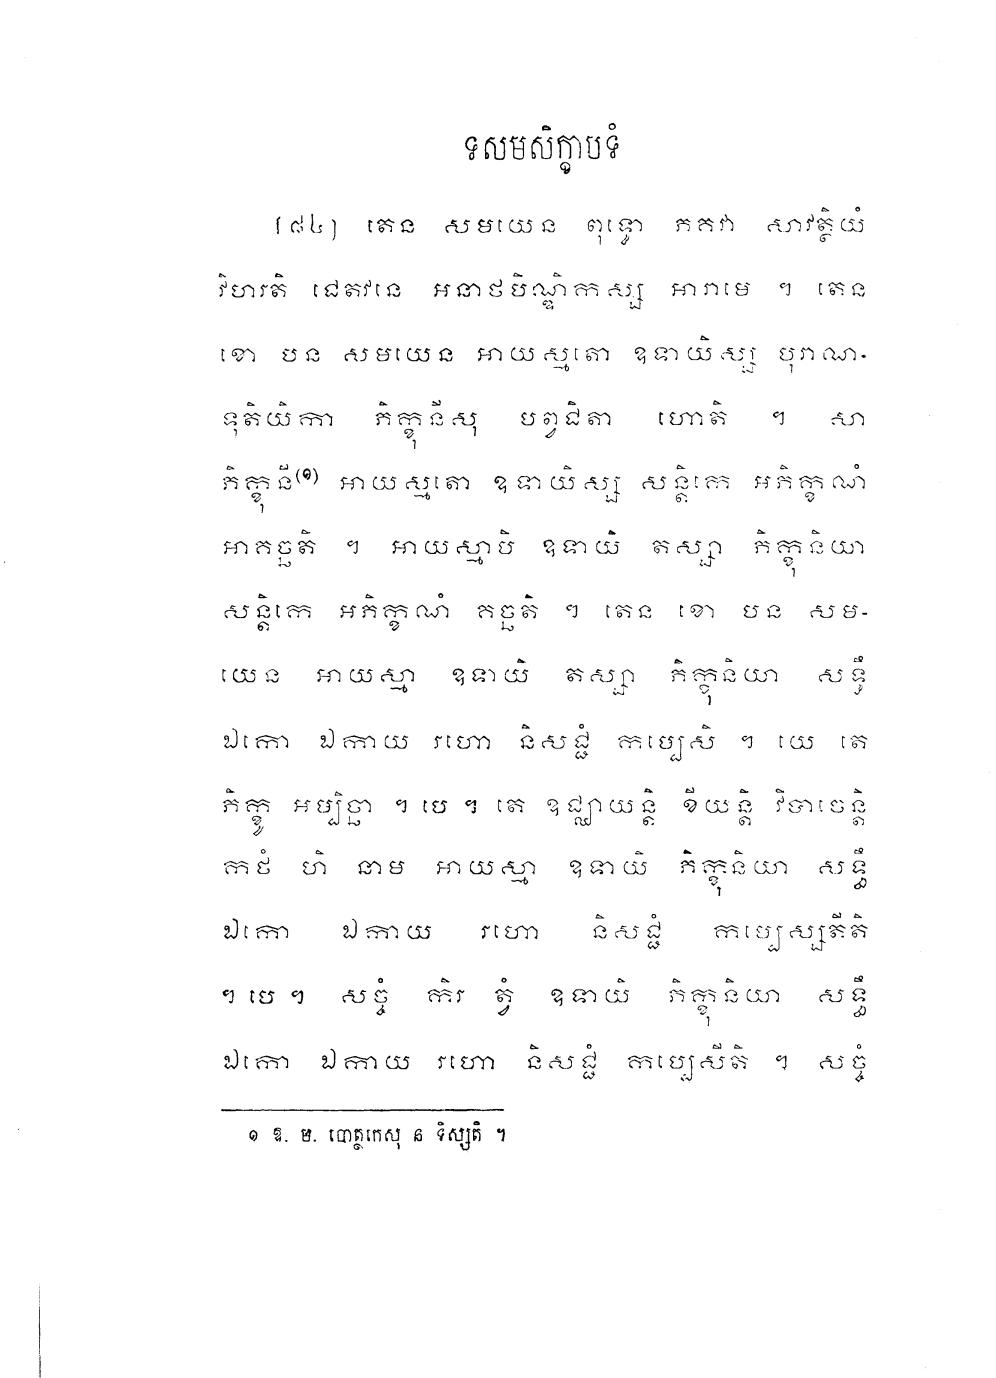 ទសមសិក្ខាបទំ
[៨៤] តេន សមយេន ពុទ្ធោ ភគវា សាវត្ថិយំ
វិហរតិ ជេតវនេ អនាថបិណ្ឌិកស្ស អារាមេ ។ តេន
ខោ បន សមយេន អាយស្មតោ ឧទាយិស្ស បុរាណ-
ទុតិយិកា ភិក្ខុនីសុ បព្វជិតា ហោតិ ។ សា
ភិក្ខុនី(១) អាយស្មតោ ឧទាយិស្ស សន្តិកេ អភិក្ខណំ
អាគច្ឆតិ ។ អាយស្មាបិ ឧទាយិ តស្សា ភិក្ខុនិយា
សន្តិកេ អភិក្ខណំ គច្ឆតិ ។ តេន ខោ បន សម-
យេន អាយស្មា ឧទាយិ តស្សា ភិក្ខុនិយា សទ្ធឹ
ឯកោ ឯកាយ រហោ និសជ្ជំ កប្បេសិ ។ យេ តេ
ភិក្ខូ អប្បិច្ឆា ។ បេ ។ តេ ឧជ្ឈាយន្តិ ខីយន្តិ វិបាចេន្តិ
កថំ ហិ នាម អាយស្មា ឧទាយិ ភិក្ខុនិយា សទ្ធឹ
ឯកោ ឯកាយ រហោ និសជ្ជំ កប្បេស្សតីតិ
។ បេ ។ សច្ចំ កិរ ត្វំ ឧទាយិ ភិក្ខុនិយា សទ្ធឹ
ឯកោ ឯកាយ រហោ និសជ្ជំ កប្បេសីតិ ។ សច្ចំ
១ ឱ. ម. បោត្ថកេសុ ន ទិស្សតិ ។